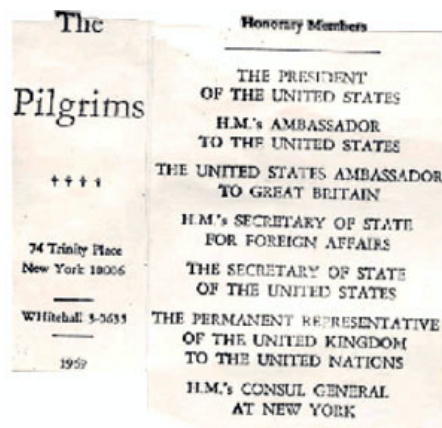 The
Pilgrims
74 Trinity Place
New York 10006
WHitehall 3-0635
1969
Honorary Members
THE PRESIDENT
OF THE UNITED STATES
H.M.'s AMBASSADOR
TO THE UNITED STATES
THE UNITED STATES AMBASSADOR
TO GREAT BRITAIN
H.M.'s SECRETARY OF STATE
FOR FOREIGN AFFAIRS
THE SECRETARY OF STATE
OF THE UNITED STATES
THE PERMANENT REPRESENTATIVE
OF THE UNITED KINGDOM
TO THE UNITED NATIONS
H.M.'s CONSUL GENERAL
AT NEW YORK